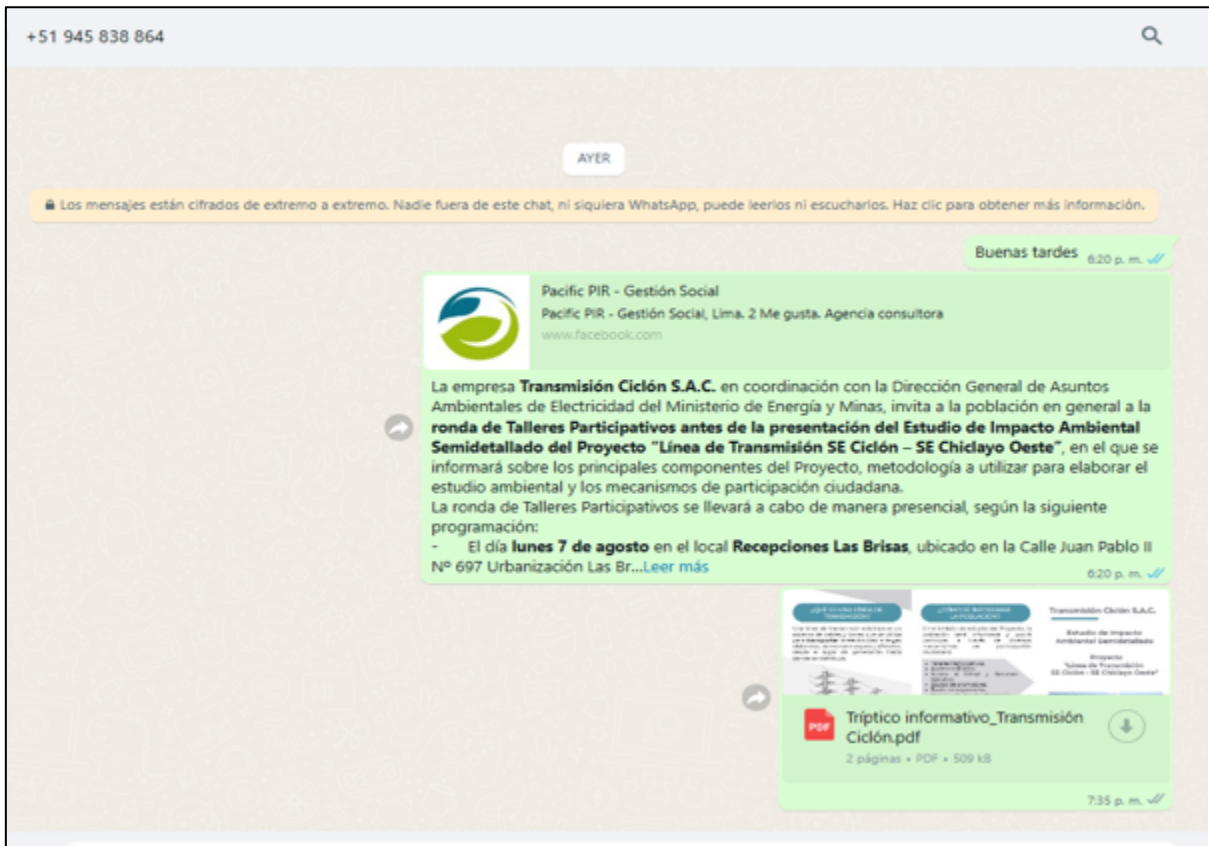 +51 945 838 864
AYER
Los mensajes están cifrados de extremo a extremo. Nadie fuera de este chat, ni siquiera WhatsApp, puede leerlos ni escucharlos. Haz clic para obtener más información.
Buenas tardes 6:20 p. m.
Pacific PIR - Gestión Social
Pacific PIR - Gestión Social, Lima. 2 Me gusta. Agencia consultora
www.facebook.com
La empresa Transmisión Ciclón S.A.C. en coordinación con la Dirección General de Asuntos
Ambientales de Electricidad del Ministerio de Energía y Minas, invita a la población en general a la
ronda de Talleres Participativos antes de la presentación del Estudio de Impacto Ambiental
Semidetallado del Proyecto "Línea de Transmisión SE Ciclón – SE Chiclayo Oeste", en el que se
informará sobre los principales componentes del Proyecto, metodología a utilizar para elaborar el
estudio ambiental y los mecanismos de participación ciudadana.
La ronda de Talleres Participativos se llevará a cabo de manera presencial, según la siguiente
programación:
- El día lunes 7 de agosto en el local Recepciones Las Brisas, ubicado en la Calle Juan Pablo II
Nº 697 Urbanización Las Br...Leer más
6:20 p. m.
¿QUÉ ES UNA LÍNEA DE
TRANSMISIÓN?
Transmisión Ciclón S.A.C.
Estudio de Impacto
Ambiental Semidetallado
Proyecto
"Línea de Transmisión
SE Ciclón - SE Chiclayo Oeste"
PDF
Tríptico informativo_Transmisión
Ciclón.pdf
2 páginas • PDF • 509 kB
7:35 p. m.